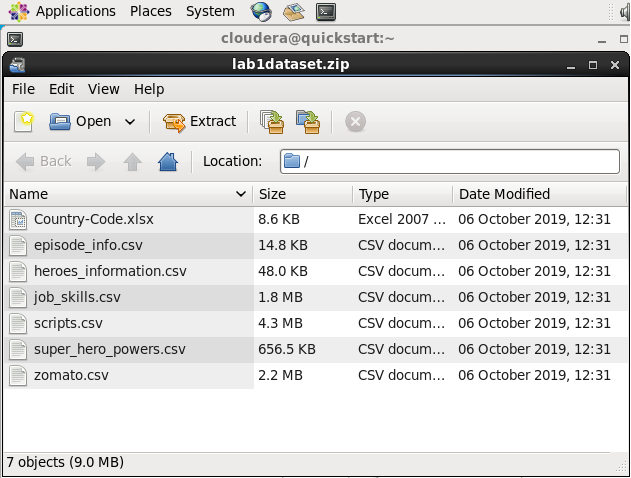 Applications Places System
cloudera@quickstart:~
lab1dataset.zip
File Edit View Help
Open Extract
Back Location: /
Name Size Type Date Modified
Country-Code.xlsx 8.6 KB Excel 2007 ... 06 October 2019, 12:31
episode_info.csv 14.8 KB CSV docum... 06 October 2019, 12:31
heroes_information.csv 48.0 KB CSV docum... 06 October 2019, 12:31
job_skills.csv 1.8 MB CSV docum... 06 October 2019, 12:31
scripts.csv 4.3 MB CSV docum... 06 October 2019, 12:31
super_hero_powers.csv 656.5 KB CSV docum... 06 October 2019, 12:31
zomato.csv 2.2 MB CSV docum... 06 October 2019, 12:31
7 objects (9.0 MB)